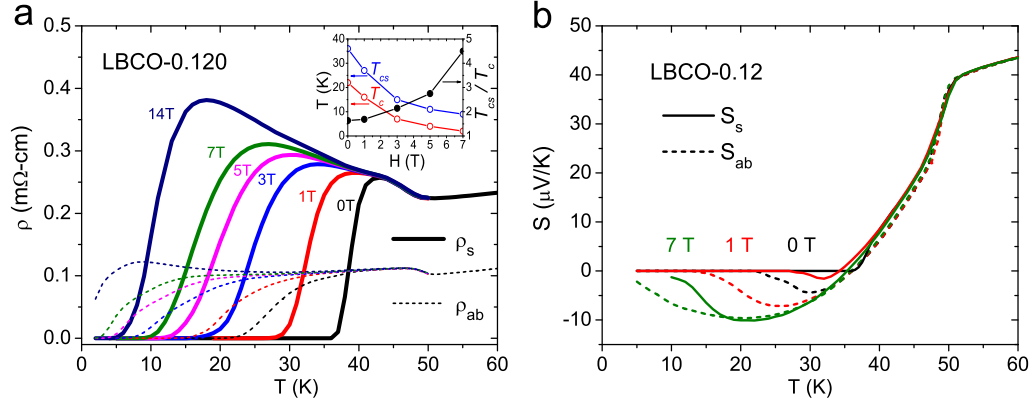 a
LBCO-0.120
ρ (mΩ-cm)
0.5
0.4
0.3
0.2
0.1
0.0
0 10 20 30 40 50 60
T (K)
14T
7T
5T
3T
1T
0T
ρs
ρab
T (K)
40
35
30
25
20
15
10
5
0
0 1 2 3 4 5 6 7
H (T)
5
4
3
2
1
Tcs / Tc
Tcs
Tc
b
LBCO-0.12
S (μV/K)
50
40
30
20
10
0
-10
0 10 20 30 40 50 60
T (K)
Ss
Sab
7 T 1 T 0 T